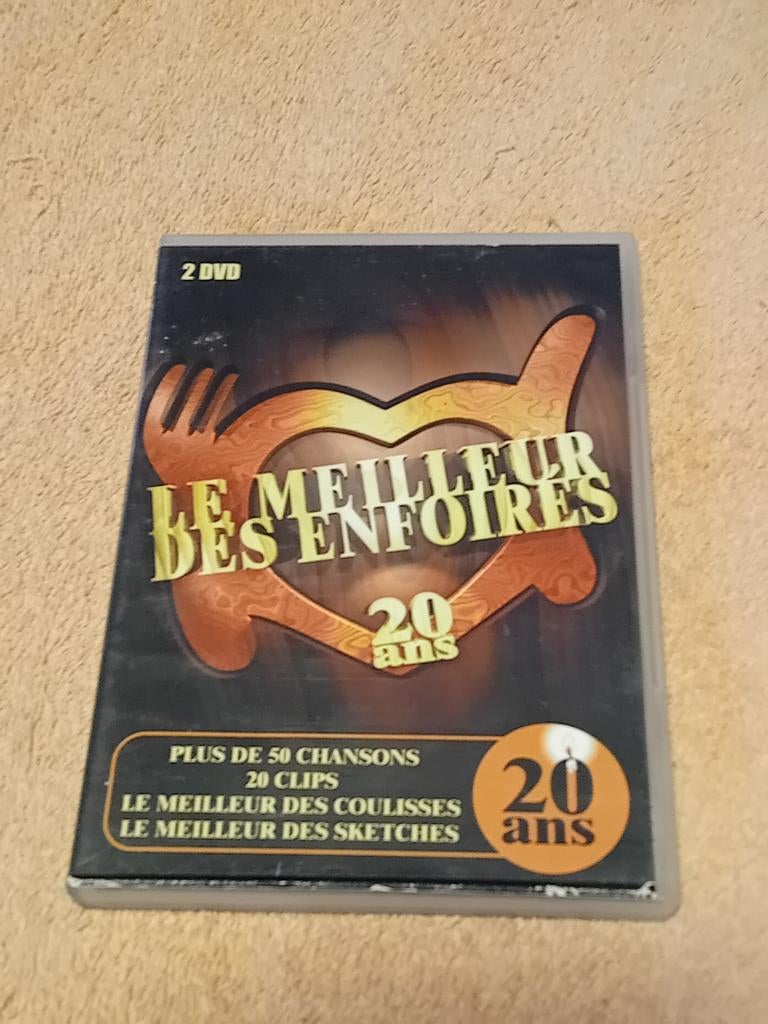 2 DVD
LE MEILLEUR
DES ENFOIRÉS
20
ans
PLUS DE 50 CHANSONS
20 CLIPS
LE MEILLEUR DES COULISSES
LE MEILLEUR DES SKETCHES
20
ans